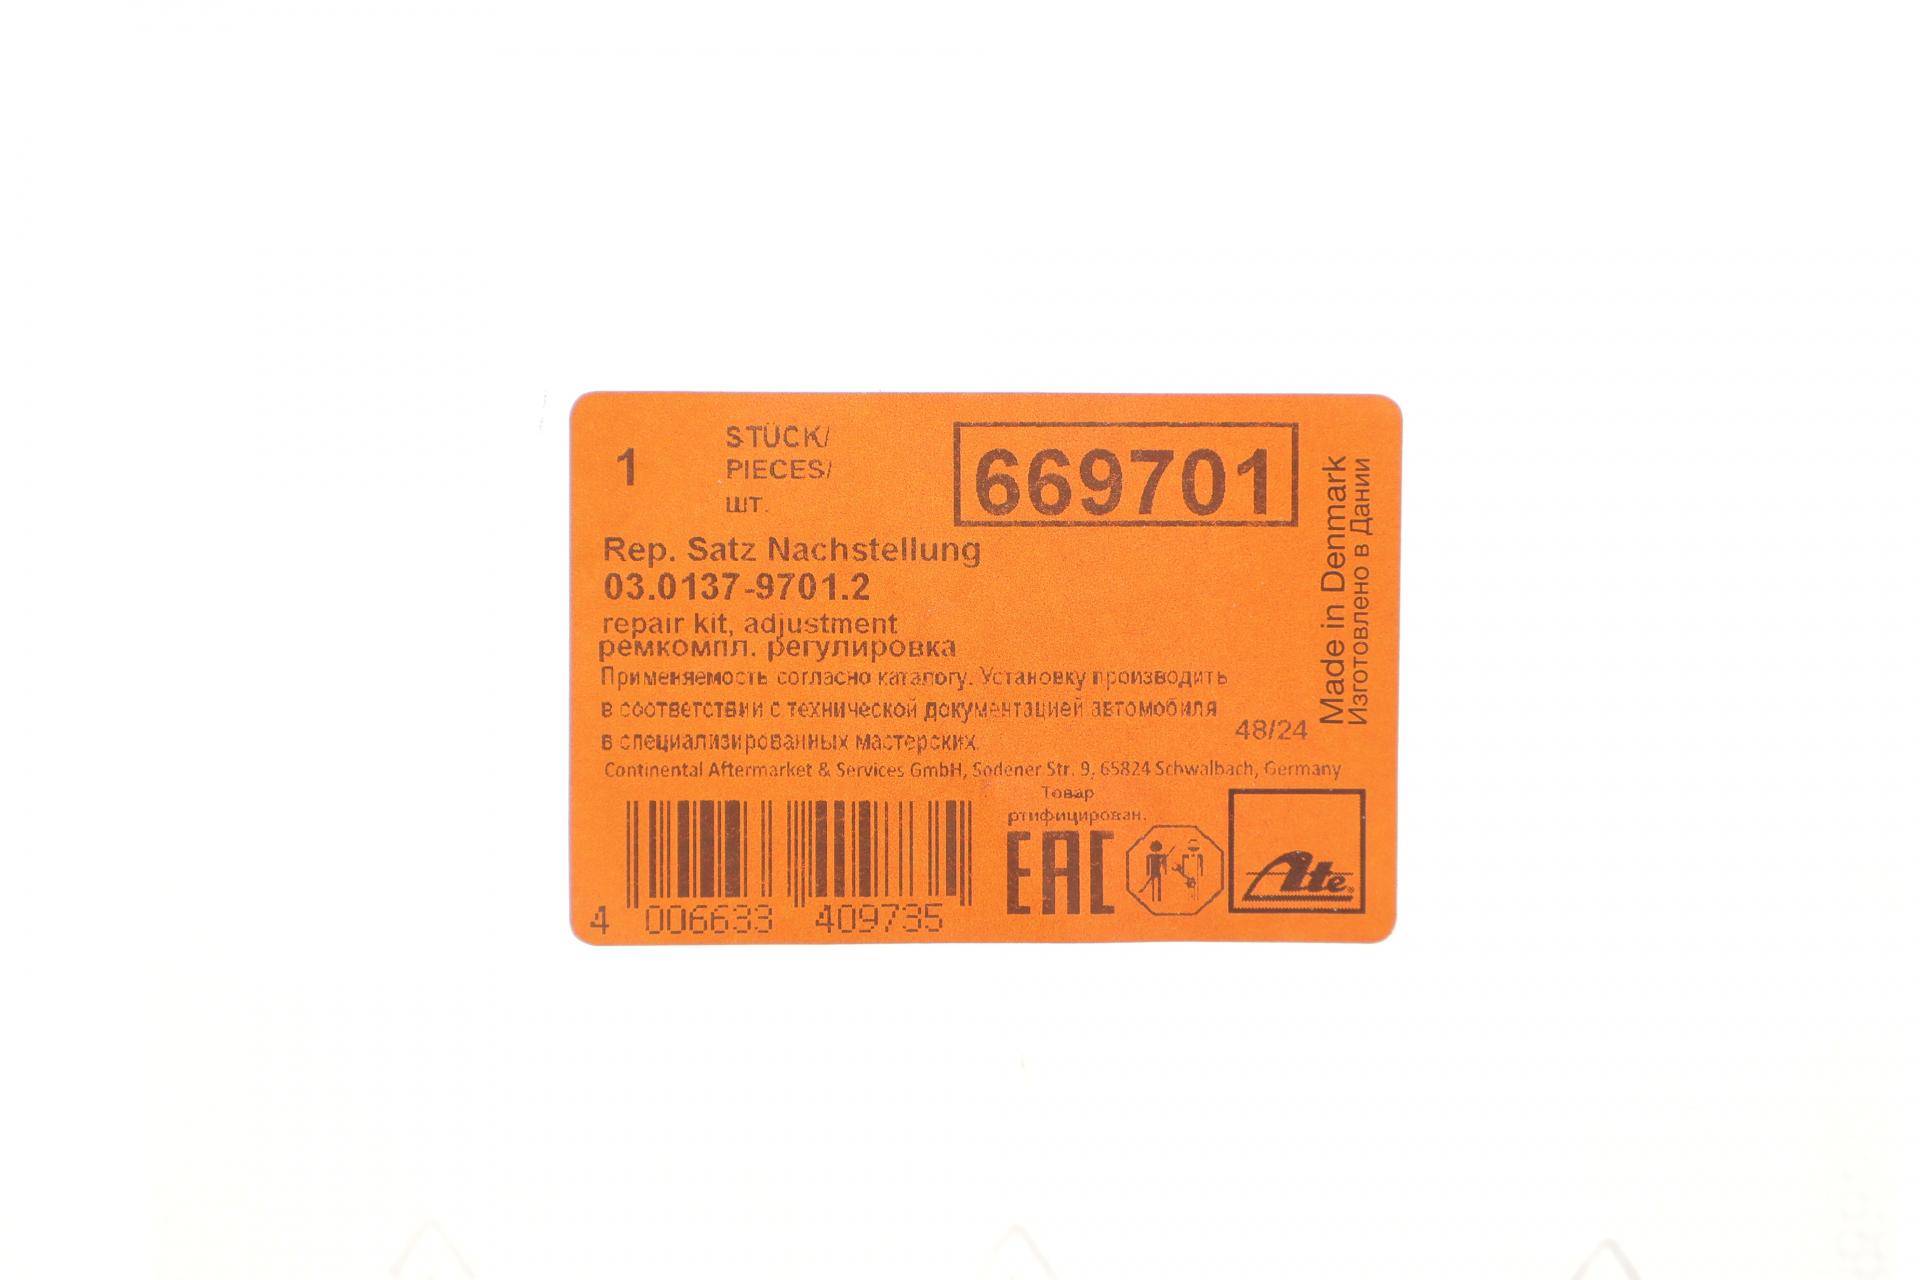 1
STÜCK/
PIECES/
шт.
669701
Rep. Satz Nachstellung
03.0137-9701.2
repair kit, adjustment
ремкомпл. регулировка
Применяемость согласно каталогу. Установку производить
в соответствии с технической документацией автомобиля
в специализированных мастерских.
48/24
Continental Aftermarket & Services GmbH, Sodener Str. 9, 65824 Schwalbach, Germany
Made in Denmark
Изготовлено в Дании
4 006633 409735
Товар
ртифицирован.
EAC
Ate